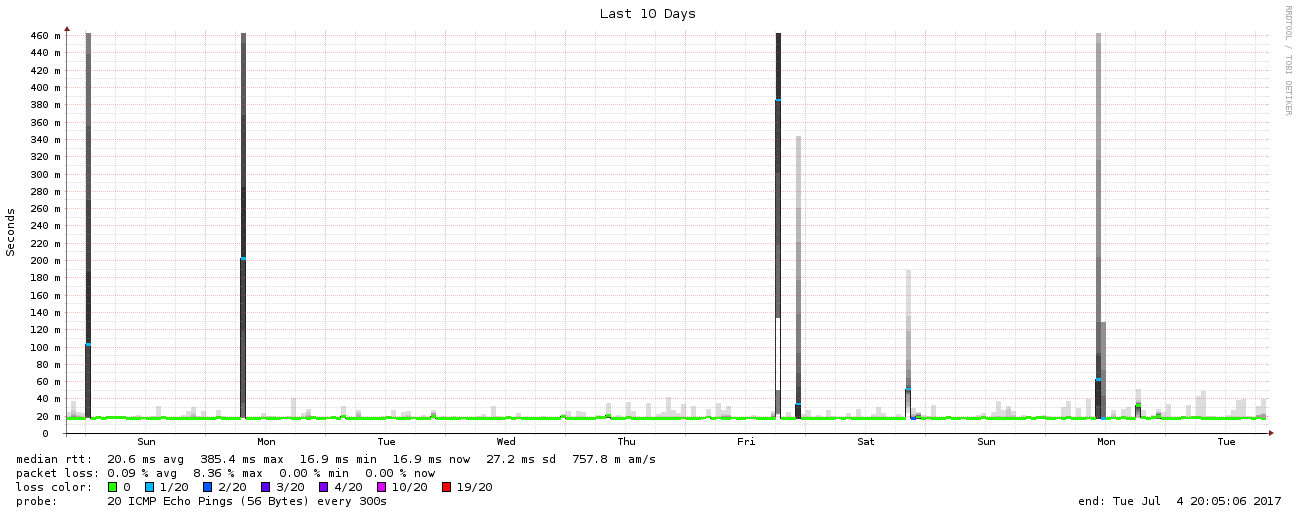 Last 10 Days
RRDTOOL / TOBI OETIKER
Seconds
460 m
440 m
420 m
400 m
380 m
360 m
340 m
320 m
300 m
280 m
260 m
240 m
220 m
200 m
180 m
160 m
140 m
120 m
100 m
80 m
60 m
40 m
20 m
0
Sun Mon Tue Wed Thu Fri Sat Sun Mon Tue
median rtt: 20.6 ms avg 385.4 ms max 16.9 ms min 16.9 ms now 27.2 ms sd 757.8 m am/s
packet loss: 0.09 % avg 8.36 % max 0.00 % min 0.00 % now
loss color: 0 1/20 2/20 3/20 4/20 10/20 19/20
probe: 20 ICMP Echo Pings (56 Bytes) every 300s end: Tue Jul 4 20:05:06 2017